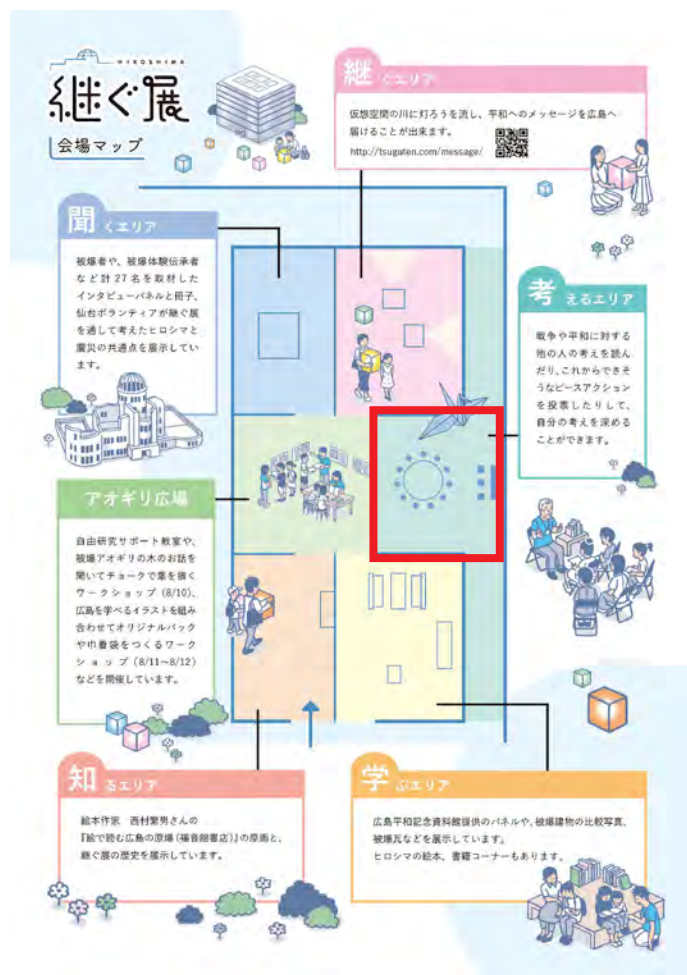 HIROSHIMA
継ぐ展
会場マップ
継ぐエリア
仮想空間の川に灯ろうを流し、平和へのメッセージを広島へ
届けることが出来ます。
http://tsuguten.com/message/
聞くエリア
被爆者や、被爆体験伝承者
など計27名を取材した
インタビューパネルと冊子、
仙台ボランティアが継ぐ展
を通して考えたヒロシマと
震災の共通点を展示してい
ます。
考えるエリア
戦争や平和に対する
他の人の考えを読ん
だり、これからできそ
うなピースアクション
を投票したりして、
自分の考えを深める
ことができます。
アオギリ広場
自由研究サポート教室や、
被爆アオギリの木のお話を
聞いてチョークで葉を描く
ワークショップ(8/10)、
広島を学べるイラストを組み
合わせてオリジナルバック
や巾着袋をつくるワーク
ショップ(8/11~8/12)
などを開催しています。
知るエリア
絵本作家 西村繁男さんの
『絵で読む広島の原爆(福音館書店)』の原画と、
継ぐ展の歴史を展示しています。
学ぶエリア
広島平和記念資料館提供のパネルや、被爆建物の比較写真、
被爆瓦などを展示しています。
ヒロシマの絵本、書籍コーナーもあります。